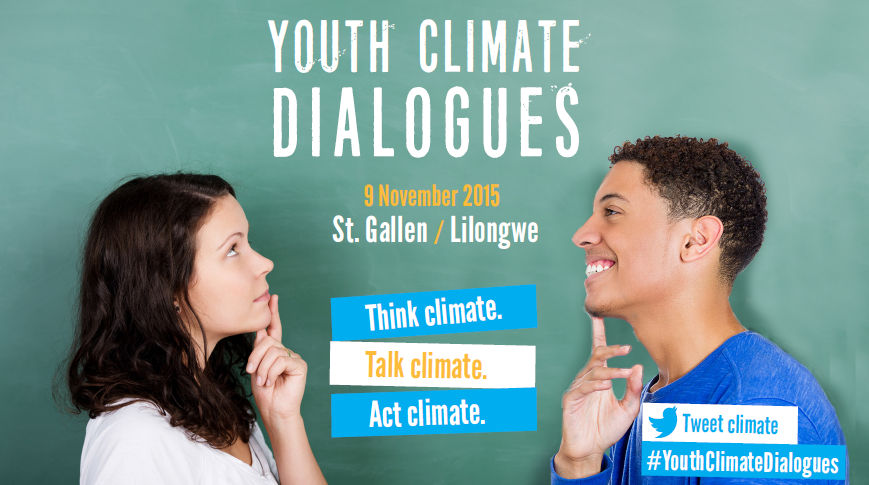 YOUTH CLIMATE
DIALOGUES
9 November 2015
St. Gallen / Lilongwe
Think climate.
Talk climate.
Act climate.
Tweet climate
#YouthClimateDialogues